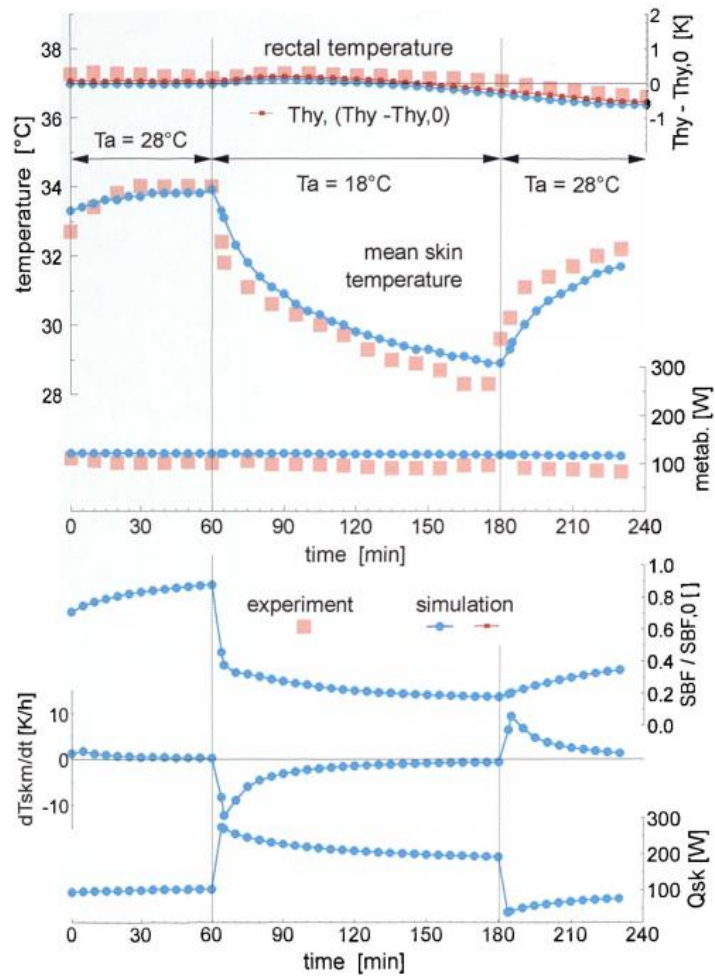 38
36
34
32
30
28
temperature [°C]
rectal temperature
2
1
0
-1
Thy - Thy,0 [K]
Thy, (Thy -Thy,0)
Ta = 28°C
Ta = 18°C
Ta = 28°C
mean skin
temperature
300
200
100
metab. [W]
0 30 60 90 120 150 180 210 240
time [min]
experiment simulation
1.0
0.8
0.6
0.4
0.2
0.0
SBF / SBF,0 [ ]
10
0
-10
dTskm/dt [K/h]
300
200
100
Qsk [W]
0 30 60 90 120 150 180 210 240
time [min]